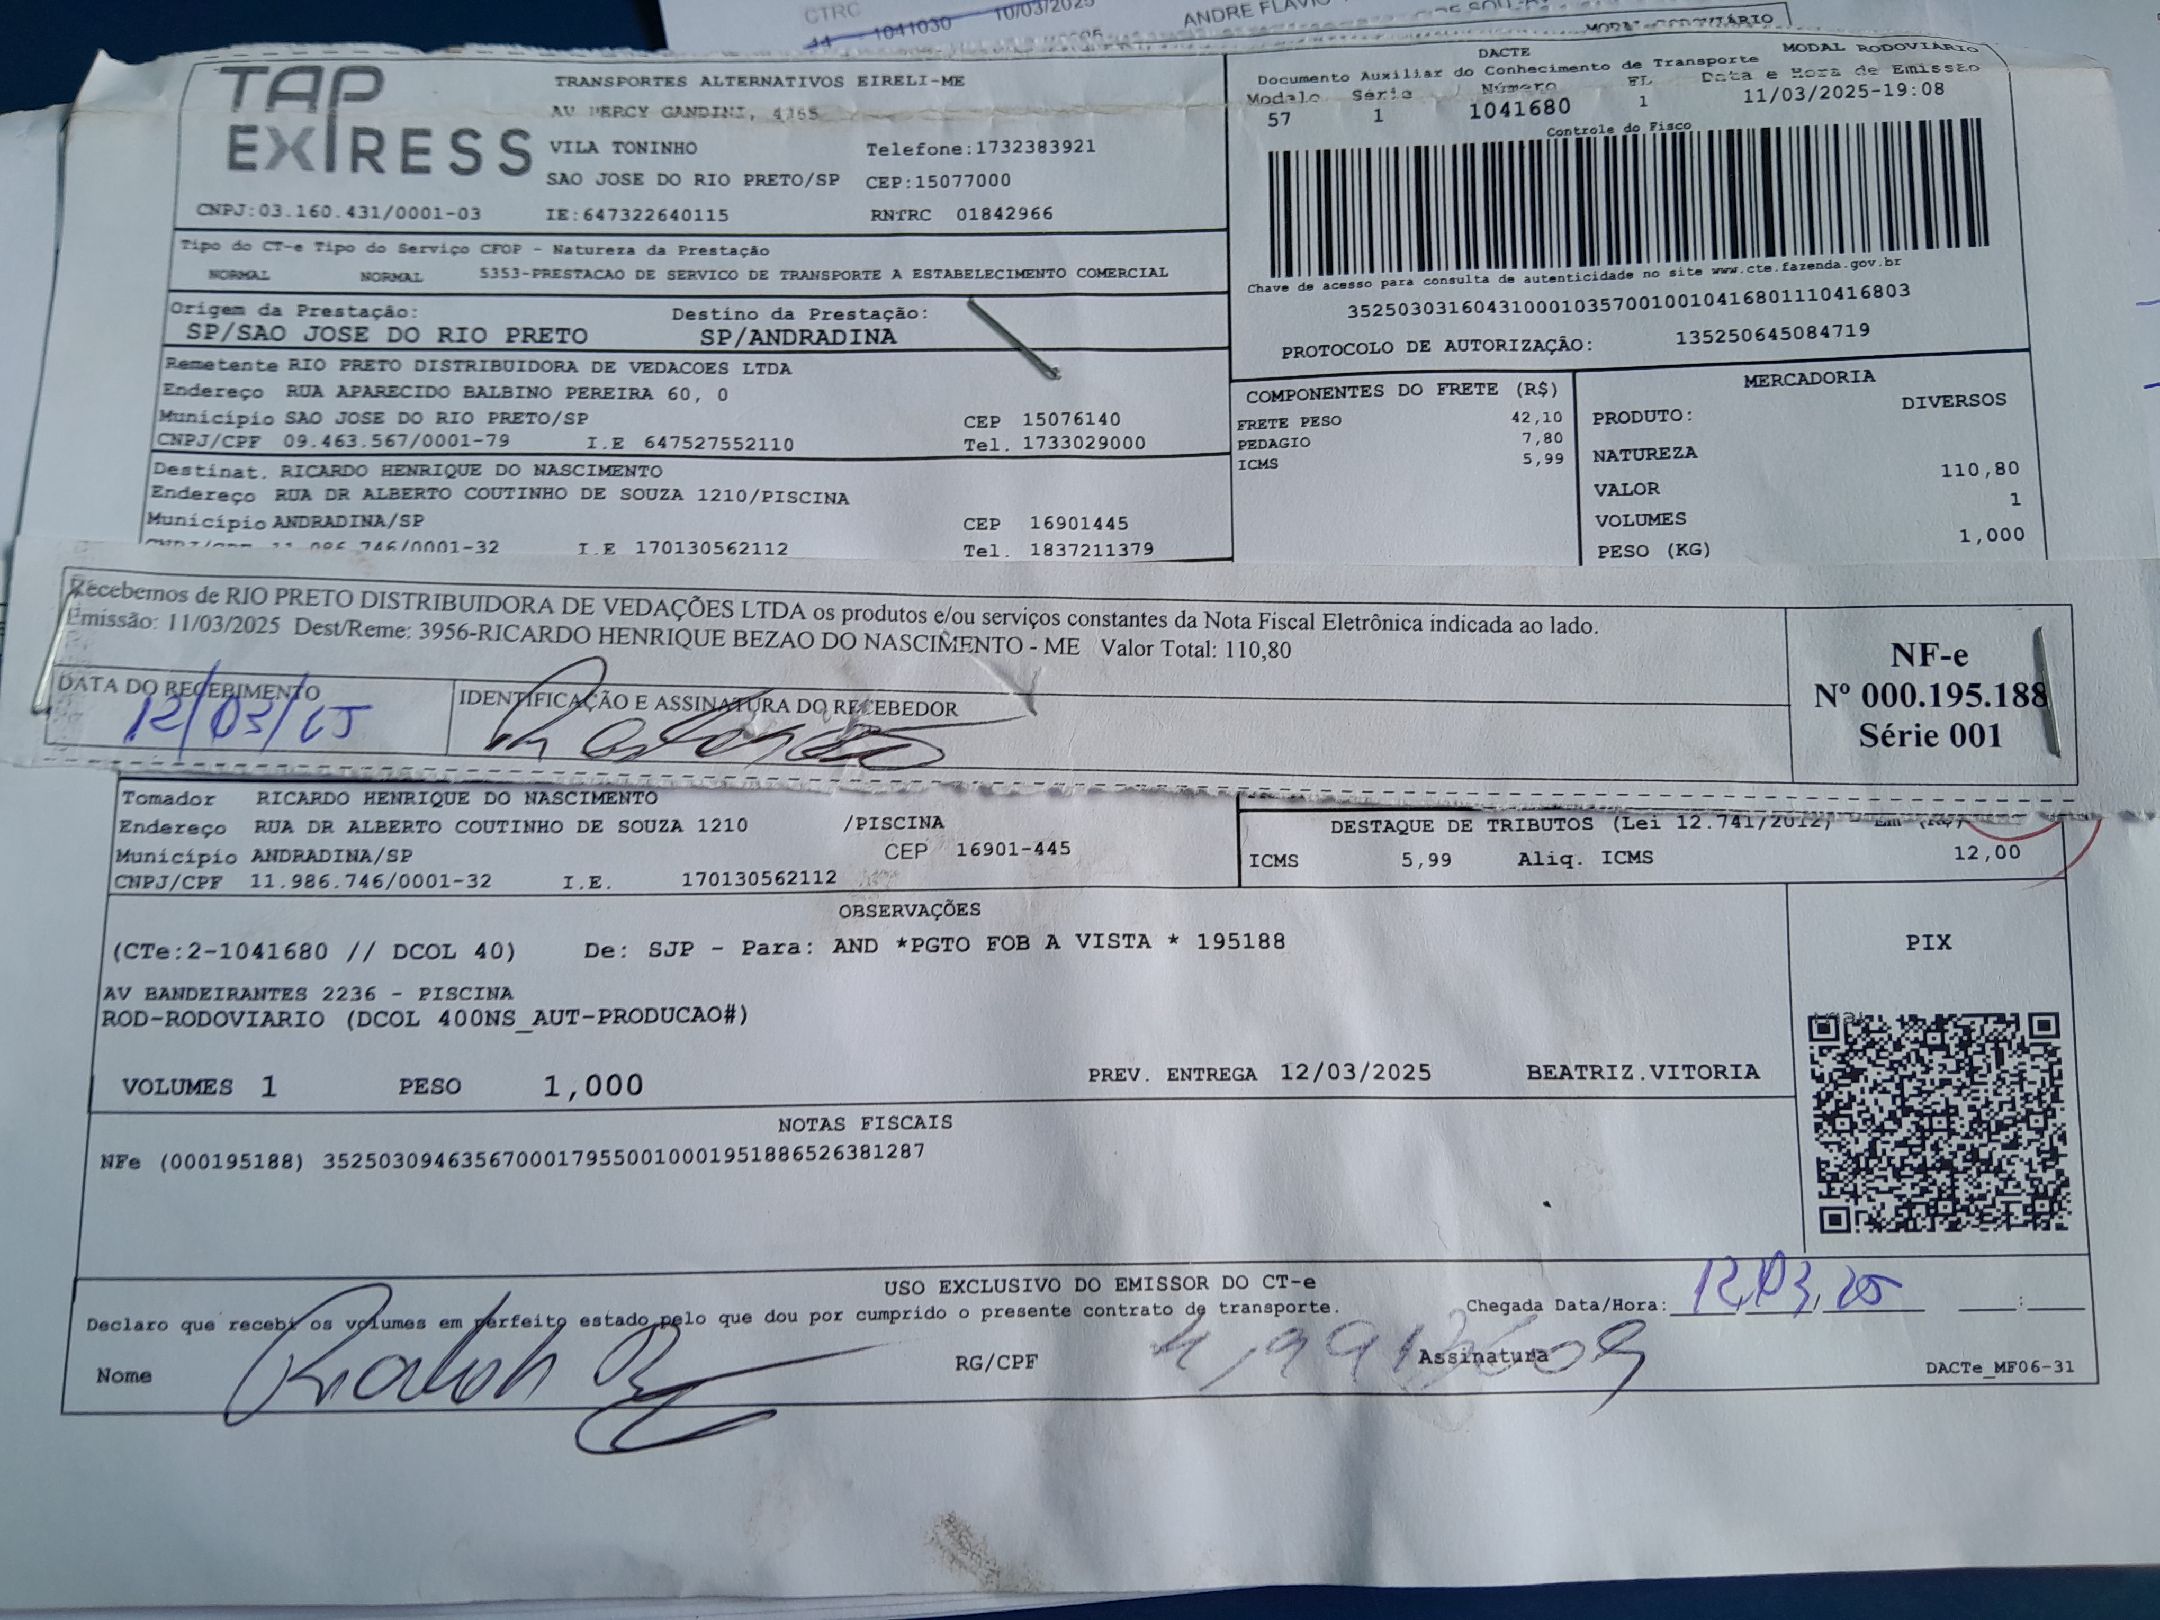 CTRC
1041030 10/03/2025
ANDRE FLAVIO
TAP EXPRESS
TRANSPORTES ALTERNATIVOS EIRELI-ME
AV PERCY GANDINI, 4165
VILA TONINHO Telefone:1732383921
SAO JOSE DO RIO PRETO/SP CEP:15077000
CNPJ:03.160.431/0001-03 IE:647322640115 RNTRC 01842966
DACTE MODAL RODOVIÁRIO
Documento Auxiliar do Conhecimento de Transporte
Modelo Série Número FL Data e Hora de Emissão
57 1 1041680 1 11/03/2025-19:08
Controle do Fisco
Chave de acesso para consulta de autenticidade no site www.cte.fazenda.gov.br
35250303160431000103570010010416801110416803
PROTOCOLO DE AUTORIZAÇÃO: 135250645084719
Tipo do CT-e Tipo do Serviço CFOP - Natureza da Prestação
NORMAL NORMAL 5353-PRESTACAO DE SERVICO DE TRANSPORTE A ESTABELECIMENTO COMERCIAL
Origem da Prestação: Destino da Prestação:
SP/SAO JOSE DO RIO PRETO SP/ANDRADINA
Remetente RIO PRETO DISTRIBUIDORA DE VEDACOES LTDA
Endereço RUA APARECIDO BALBINO PEREIRA 60, 0
Município SAO JOSE DO RIO PRETO/SP CEP 15076140
CNPJ/CPF 09.463.567/0001-79 I.E 647527552110 Tel. 1733029000
Destinat. RICARDO HENRIQUE DO NASCIMENTO
Endereço RUA DR ALBERTO COUTINHO DE SOUZA 1210/PISCINA
Município ANDRADINA/SP CEP 16901445
CNPJ/CPF 11.986.746/0001-32 I.E 170130562112 Tel. 1837211379
COMPONENTES DO FRETE (R$)
FRETE PESO 42,10
PEDAGIO 7,80
ICMS 5,99
MERCADORIA
PRODUTO: DIVERSOS
NATUREZA
VALOR 110,80
VOLUMES 1
PESO (KG) 1,000
Recebemos de RIO PRETO DISTRIBUIDORA DE VEDAÇÕES LTDA os produtos e/ou serviços constantes da Nota Fiscal Eletrônica indicada ao lado.
Emissão: 11/03/2025 Dest/Reme: 3956-RICARDO HENRIQUE BEZAO DO NASCIMENTO - ME Valor Total: 110,80
DATA DO RECEBIMENTO IDENTIFICAÇÃO E ASSINATURA DO RECEBEDOR
12/03/25
NF-e
Nº 000.195.188
Série 001
Tomador RICARDO HENRIQUE DO NASCIMENTO
Endereço RUA DR ALBERTO COUTINHO DE SOUZA 1210 /PISCINA
Município ANDRADINA/SP CEP 16901-445
CNPJ/CPF 11.986.746/0001-32 I.E. 170130562112
DESTAQUE DE TRIBUTOS (Lei 12.741/2012) Em (R$)
ICMS 5,99 Aliq. ICMS 12,00
OBSERVAÇÕES
(CTe:2-1041680 // DCOL 40) De: SJP - Para: AND *PGTO FOB A VISTA * 195188
AV BANDEIRANTES 2236 - PISCINA
ROD-RODOVIARIO (DCOL 400NS_AUT-PRODUCAO#)
VOLUMES 1 PESO 1,000 PREV. ENTREGA 12/03/2025 BEATRIZ.VITORIA
PIX
NOTAS FISCAIS
NFe (000195188) 35250309463567000179550010001951886526381287
USO EXCLUSIVO DO EMISSOR DO CT-e
Declaro que recebi os volumes em perfeito estado pelo que dou por cumprido o presente contrato de transporte. Chegada Data/Hora: 12,03,25 :
Nome RG/CPF Assinatura DACTe_MF06-31